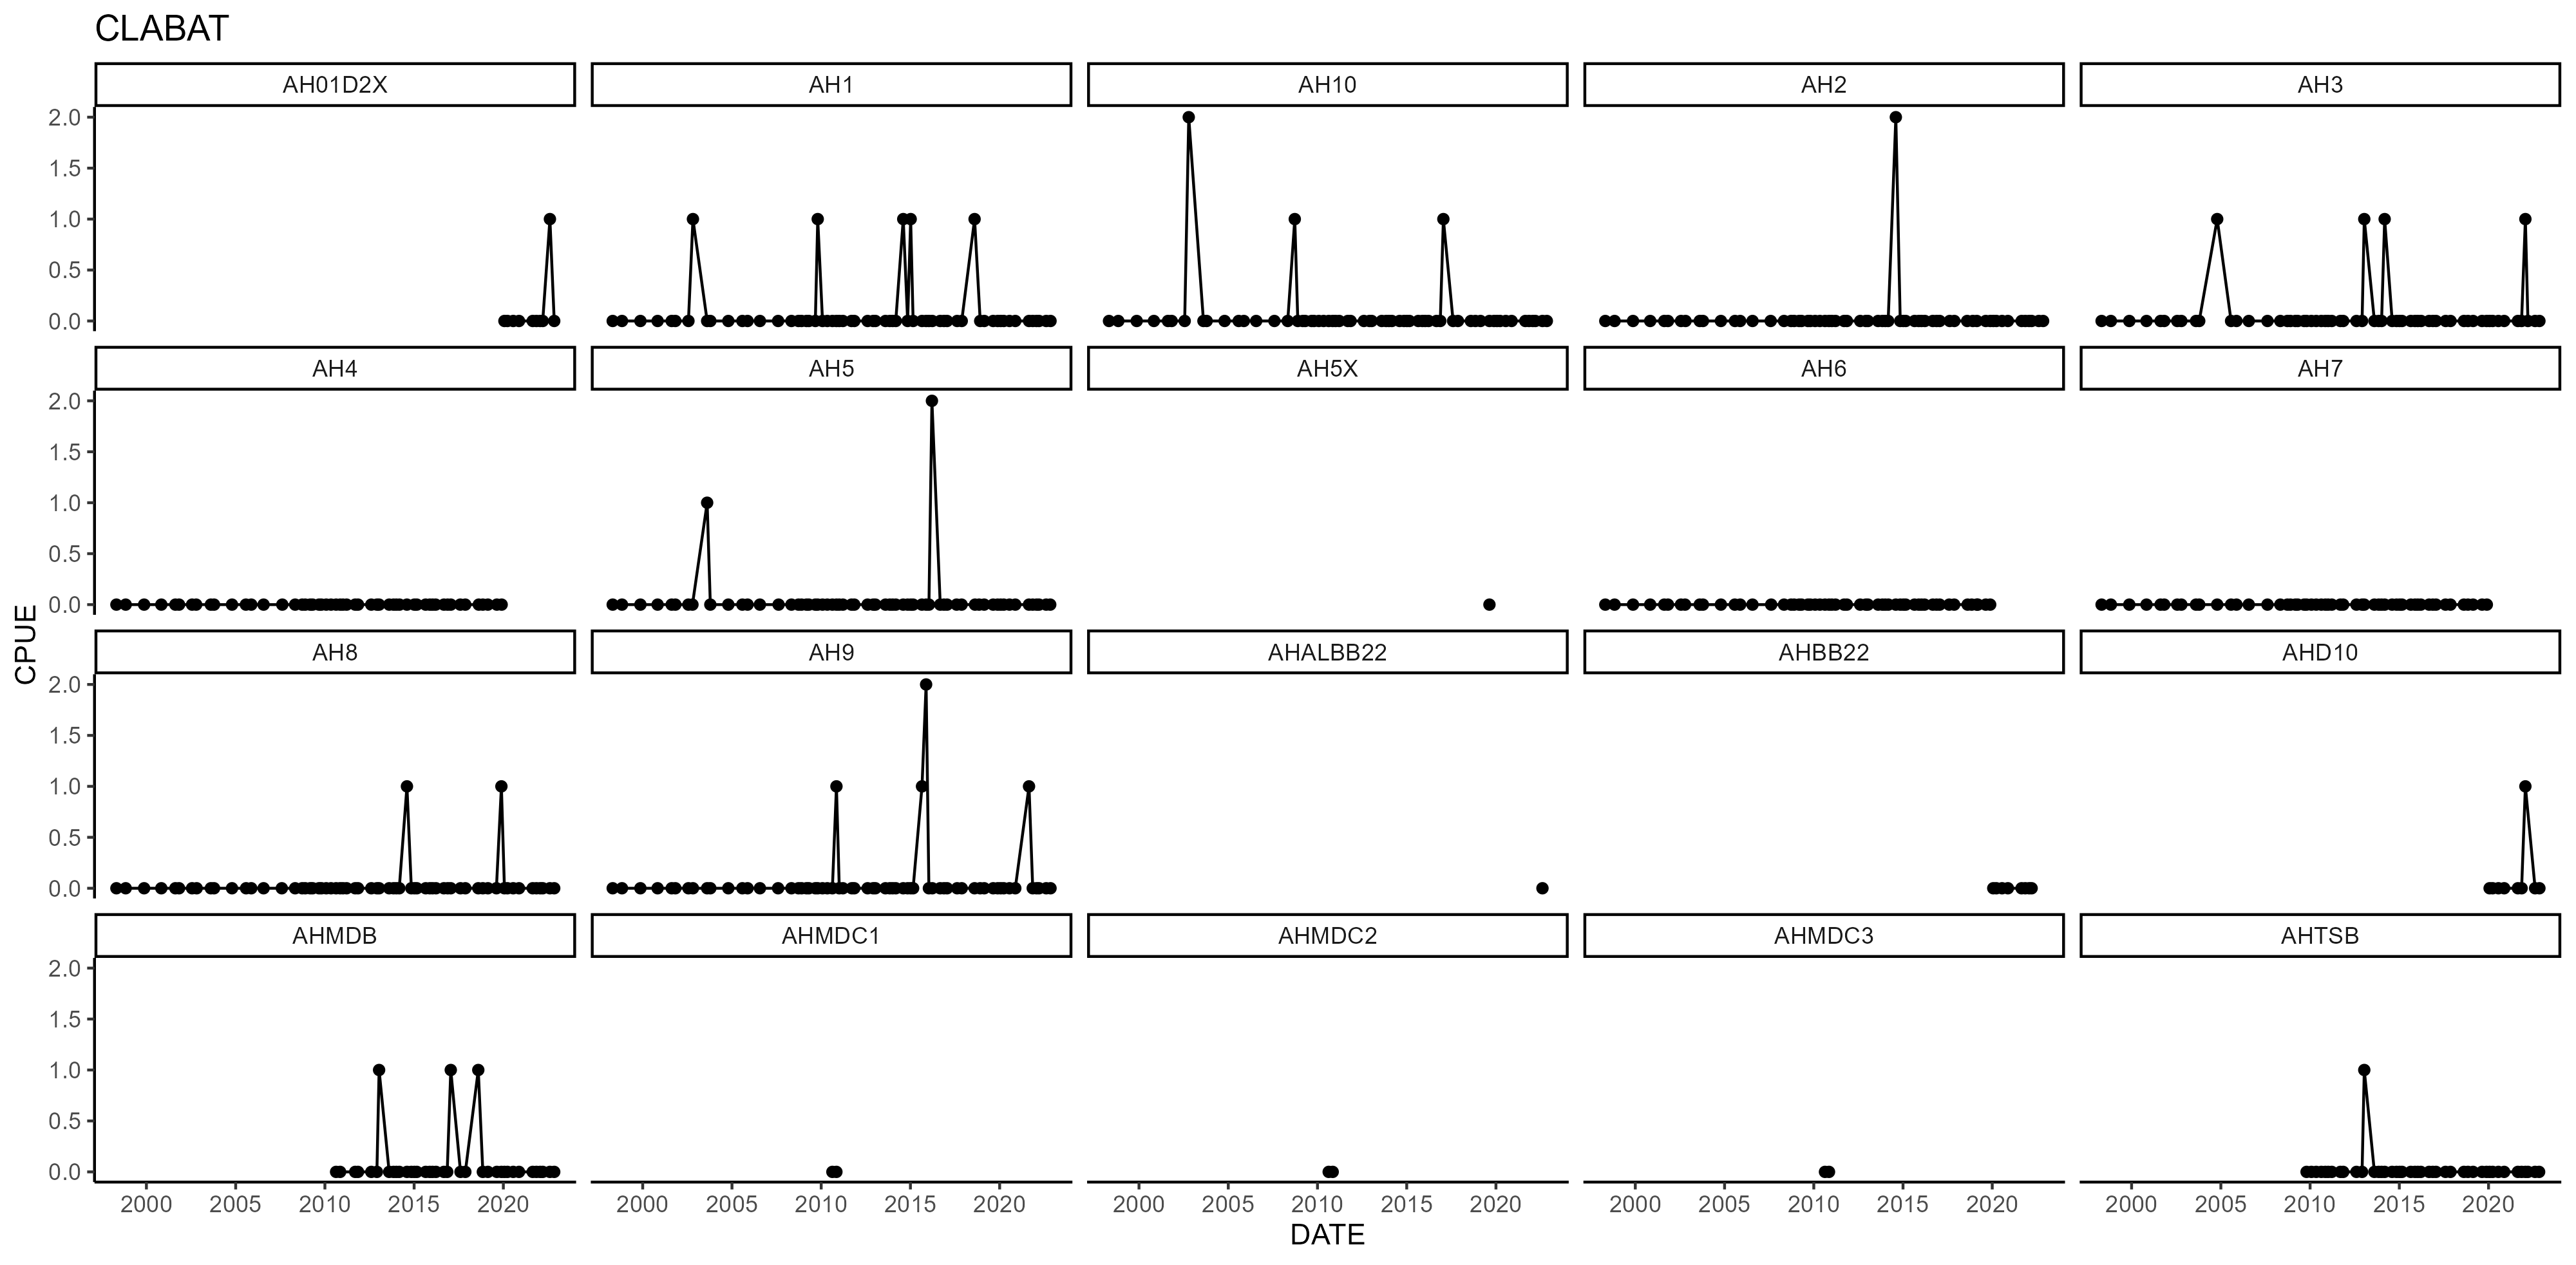 CLABAT
AH01D2X AH1 AH10 AH2 AH3
2.0
1.5
1.0
0.5
0.0
AH4 AH5 AH5X AH6 AH7
2.0
1.5
1.0
0.5
0.0
CPUE
AH8 AH9 AHALBB22 AHBB22 AHD10
2.0
1.5
1.0
0.5
0.0
AHMDB AHMDC1 AHMDC2 AHMDC3 AHTSB
2.0
1.5
1.0
0.5
0.0
2000 2005 2010 2015 2020 2000 2005 2010 2015 2020 2000 2005 2010 2015 2020 2000 2005 2010 2015 2020 2000 2005 2010 2015 2020
DATE